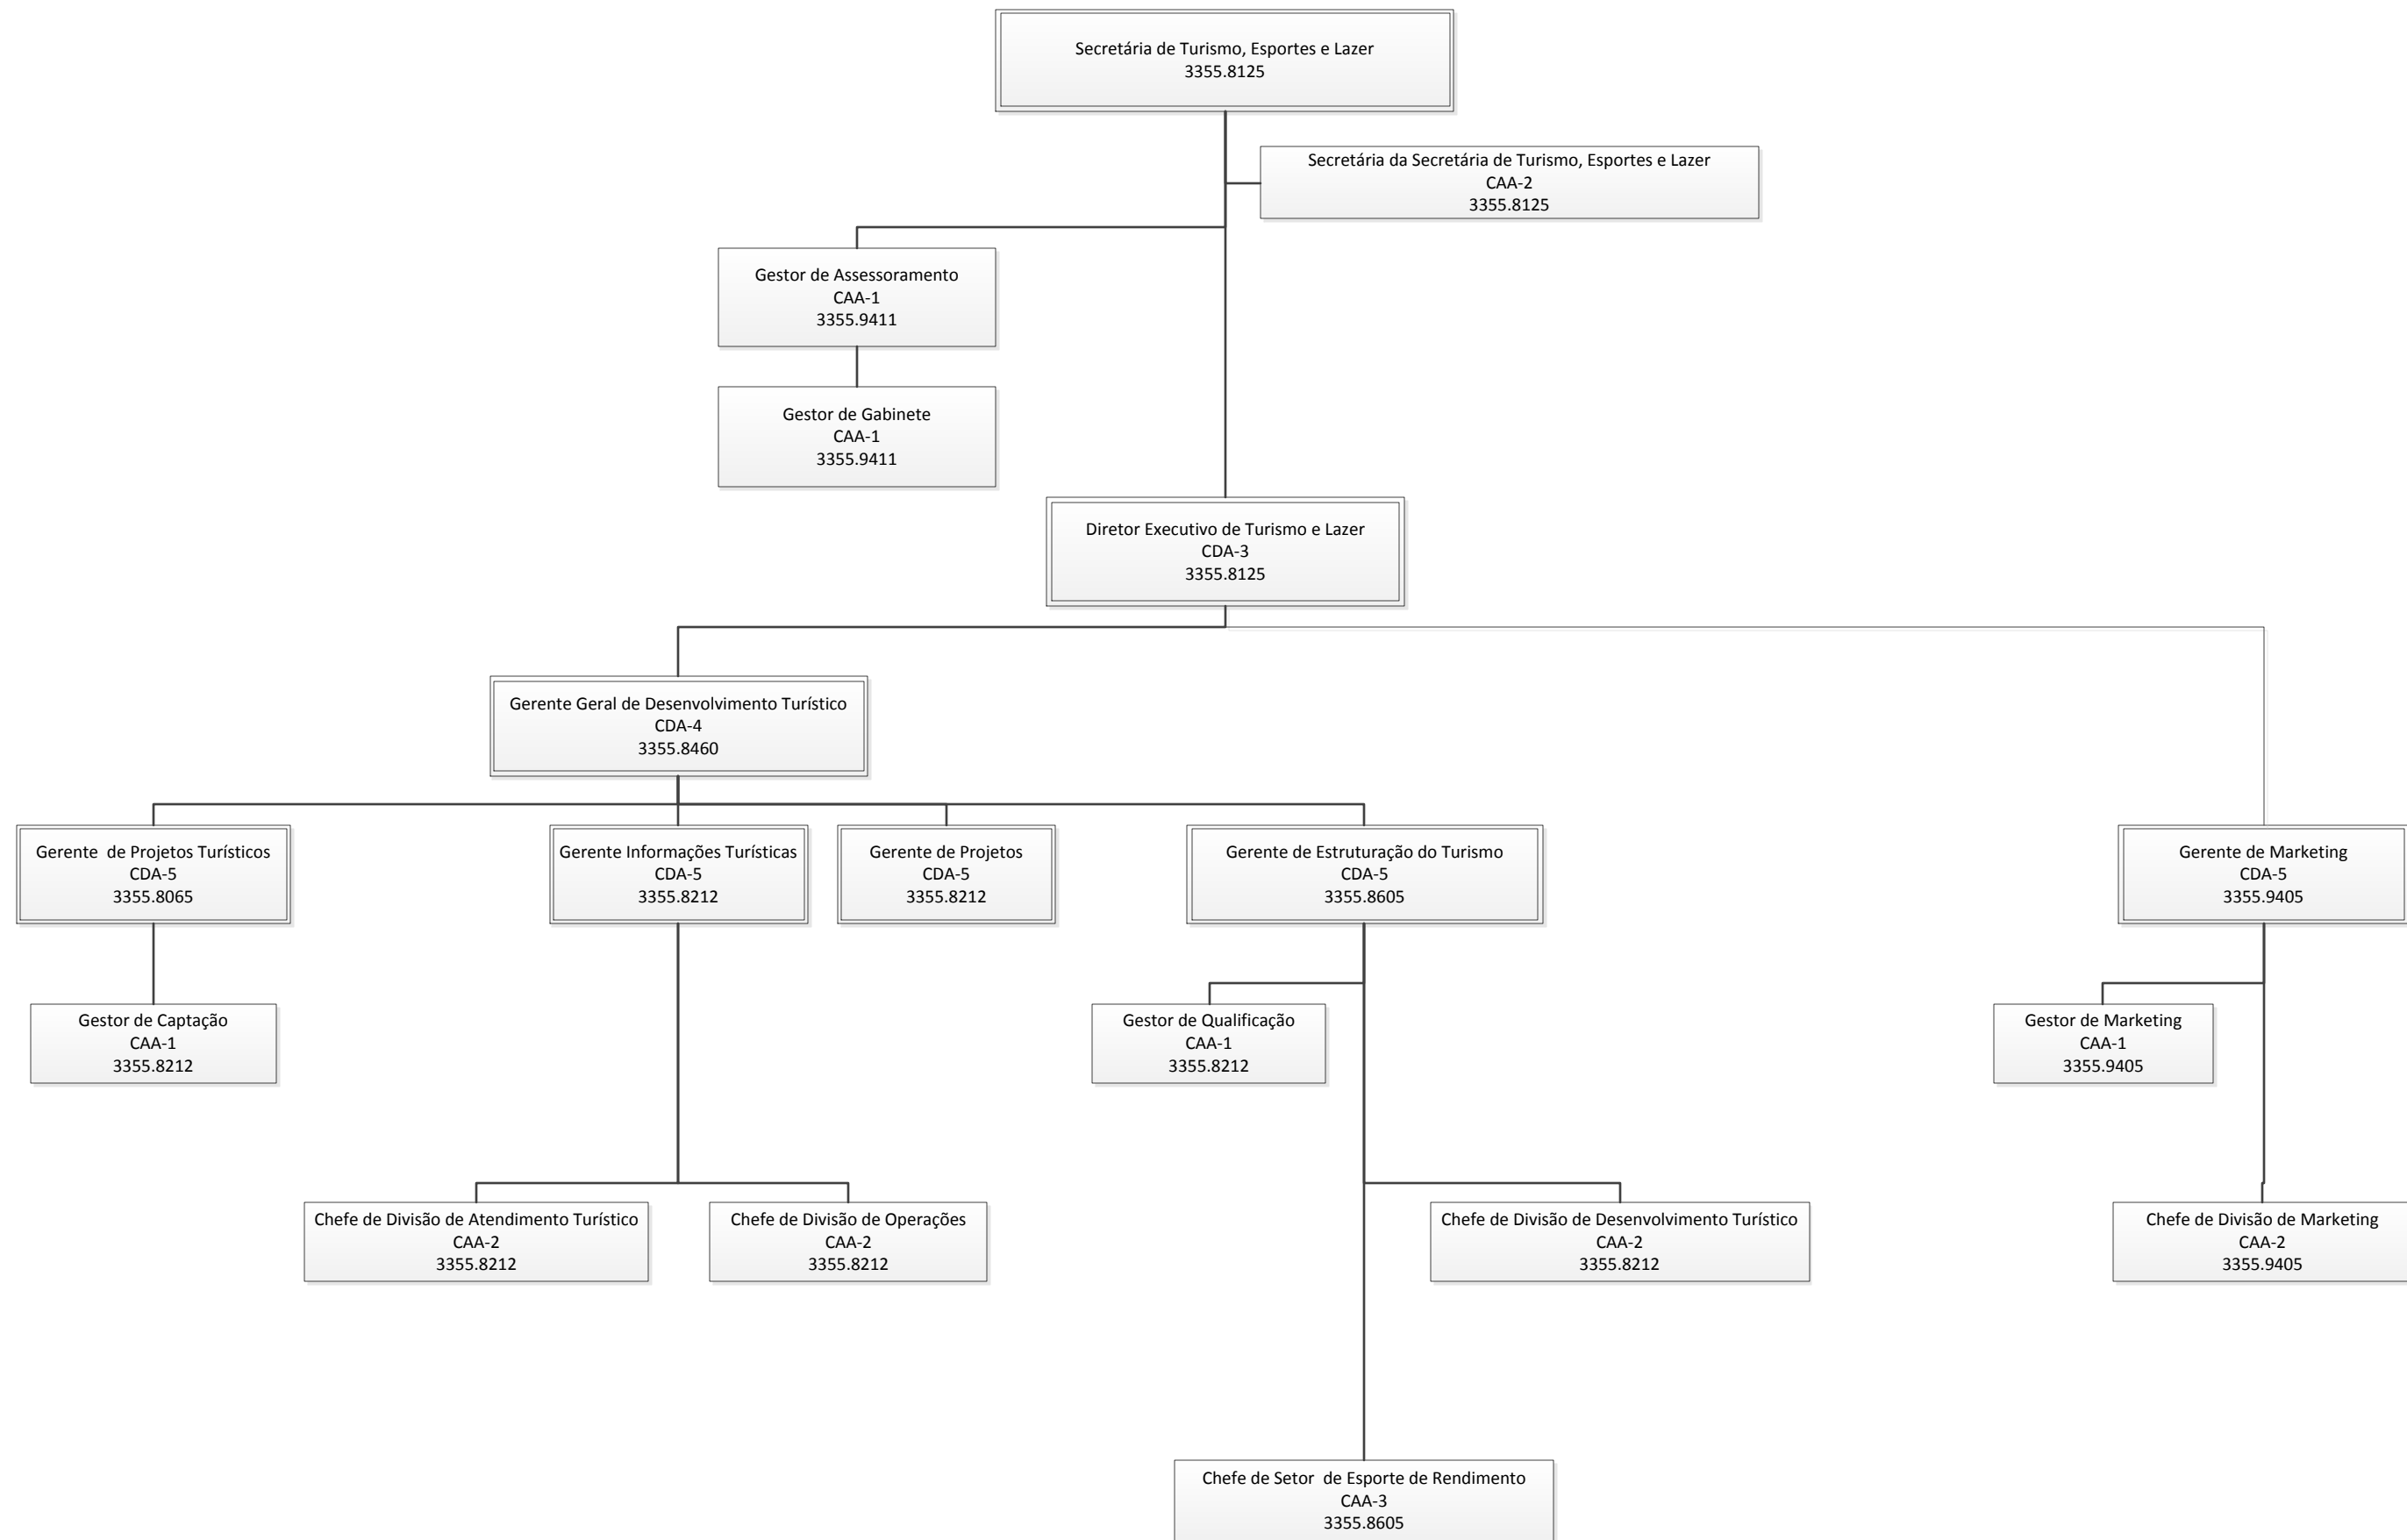 Secretária de Turismo, Esportes e Lazer
3355.8125
Secretária da Secretária de Turismo, Esportes e Lazer
CAA-2
3355.8125
Gestor de Assessoramento
CAA-1
3355.9411
Gestor de Gabinete
CAA-1
3355.9411
Diretor Executivo de Turismo e Lazer
CDA-3
3355.8125
Gerente Geral de Desenvolvimento Turístico
CDA-4
3355.8460
Gerente  de Projetos Turísticos
CDA-5
3355.8065
Gerente Informações Turísticas
CDA-5
3355.8212
Gerente de Projetos
CDA-5
3355.8212
Gerente de Estruturação do Turismo
CDA-5
3355.8605
Gerente de Marketing
CDA-5
3355.9405
Gestor de Captação
CAA-1
3355.8212
Gestor de Qualificação
CAA-1
3355.8212
Gestor de Marketing
CAA-1
3355.9405
Chefe de Divisão de Atendimento Turístico
CAA-2
3355.8212
Chefe de Divisão de Operações
CAA-2
3355.8212
Chefe de Divisão de Desenvolvimento Turístico
CAA-2
3355.8212
Chefe de Divisão de Marketing
CAA-2
3355.9405
Chefe de Setor  de Esporte de Rendimento
CAA-3
3355.8605